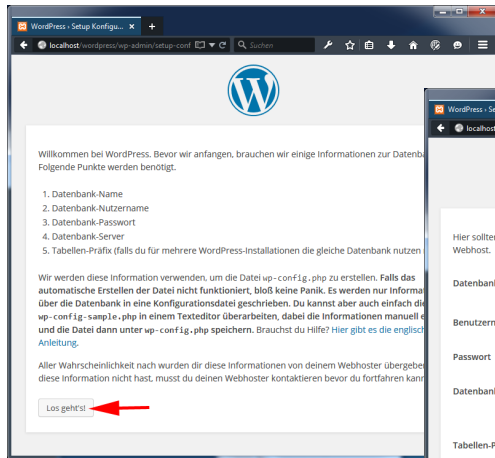 WordPress › Setup Konfigu...
localhost/wordpress/wp-admin/setup-conf
Suchen
Willkommen bei WordPress. Bevor wir anfangen, brauchen wir einige Informationen zur Datenba
Folgende Punkte werden benötigt.
1. Datenbank-Name
2. Datenbank-Nutzername
3. Datenbank-Passwort
4. Datenbank-Server
5. Tabellen-Präfix (falls du für mehrere WordPress-Installationen die gleiche Datenbank nutzen
Wir werden diese Information verwenden, um die Datei wp-config.php zu erstellen. Falls das
automatische Erstellen der Datei nicht funktioniert, bloß keine Panik. Es werden nur Informat
über die Datenbank in eine Konfigurationsdatei geschrieben. Du kannst aber auch einfach die
wp-config-sample.php in einem Texteditor überarbeiten, dabei die Informationen manuell e
und die Datei dann unter wp-config.php speichern. Brauchst du Hilfe? Hier gibt es die englisch
Anleitung.
Aller Wahrscheinlichkeit nach wurden dir diese Informationen von deinem Webhoster übergebe
diese Information nicht hast, musst du deinen Webhoster kontaktieren bevor du fortfahren kan
Los geht's!
WordPress › Se
localhost
Hier sollte
Webhost.
Datenban
Benutzern
Passwort
Datenban
Tabellen-P